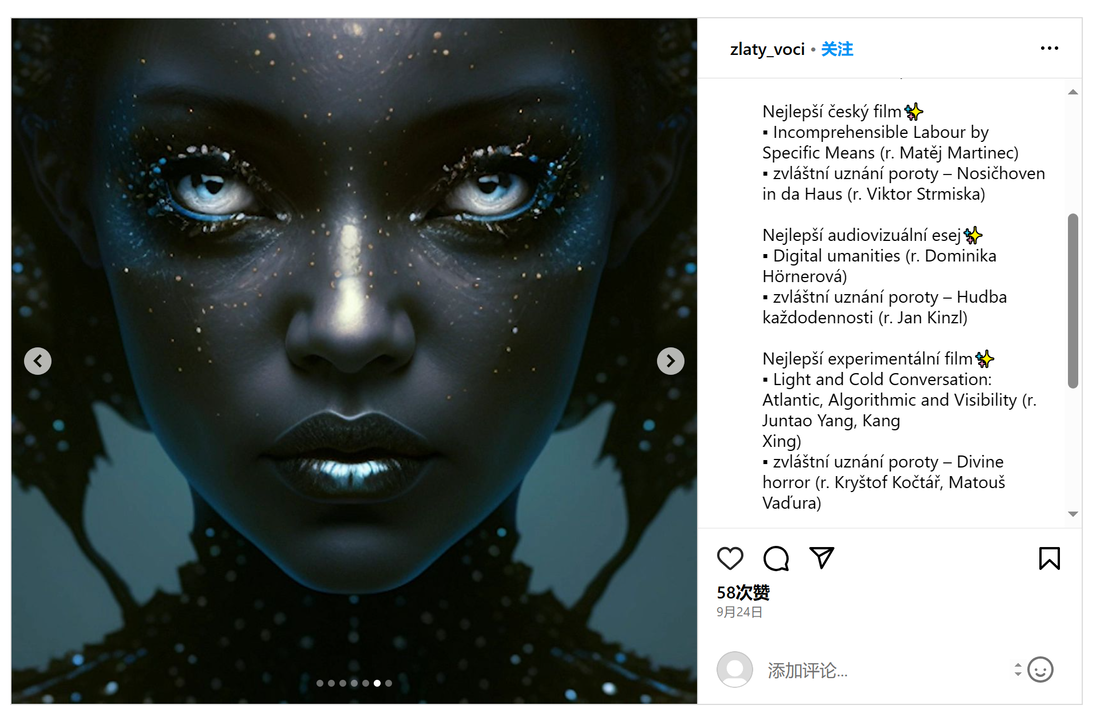 zlaty_voci • 关注
Nejlepší český film✨
▪ Incomprehensible Labour by
Specific Means (r. Matěj Martinec)
▪ zvláštní uznání poroty – Nosičhoven
in da Haus (r. Viktor Strmiska)
Nejlepší audiovizuální esej✨
▪ Digital umanities (r. Dominika
Hörnerová)
▪ zvláštní uznání poroty – Hudba
každodennosti (r. Jan Kinzl)
Nejlepší experimentální film✨
▪ Light and Cold Conversation:
Atlantic, Algorithmic and Visibility (r.
Juntao Yang, Kang
Xing)
▪ zvláštní uznání poroty – Divine
horror (r. Kryštof Kočtář, Matouš
Vaďura)
58次赞
9月24日
添加评论...